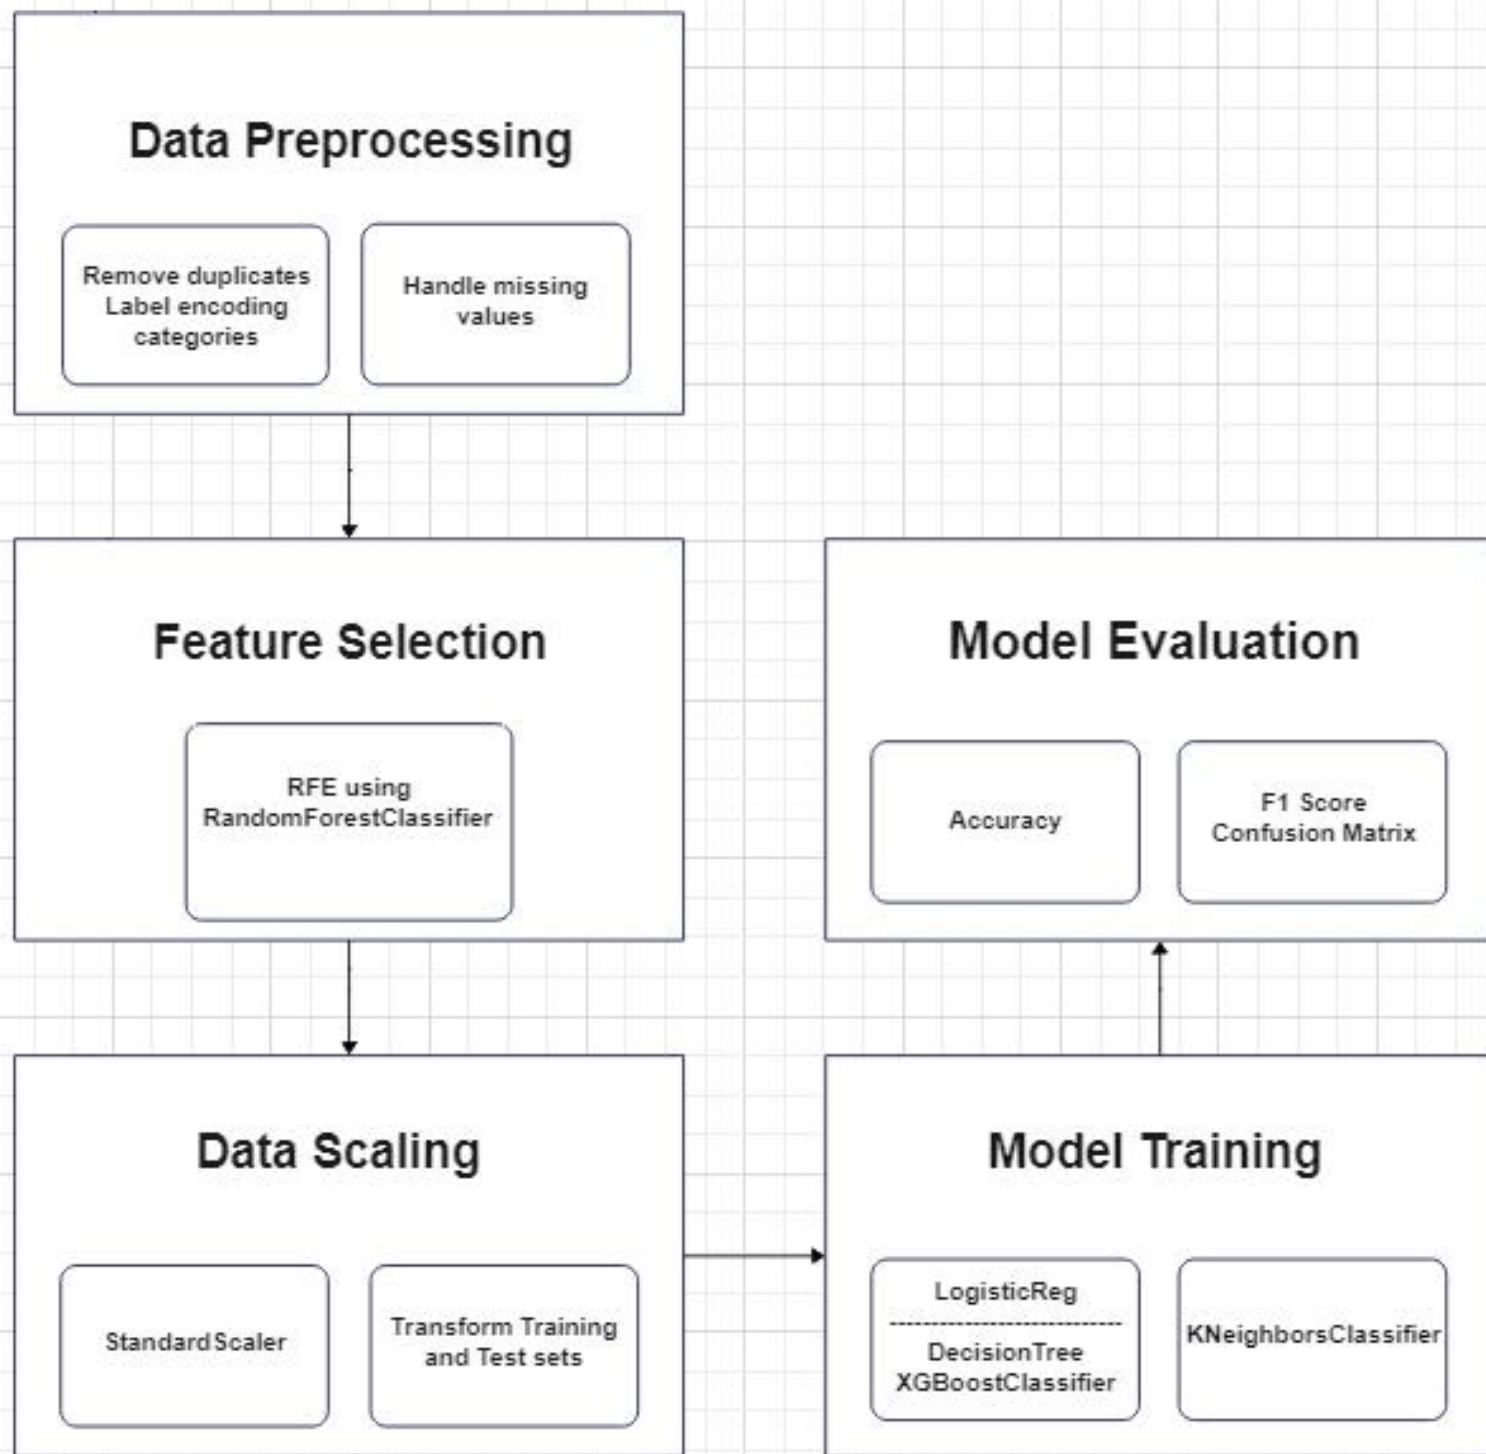 Data Preprocessing
Remove duplicates
Label encoding
categories
Handle missing
values
Feature Selection
RFE using
RandomForestClassifier
Data Scaling
StandardScaler
Transform Training
and Test sets
Model Training
LogisticReg
---------------------------
DecisionTree
XGBoostClassifier
KNeighborsClassifier
Model Evaluation
Accuracy
F1 Score
Confusion Matrix